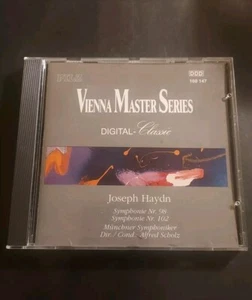 PILZ
DDD
160 147
VIENNA MASTER SERIES
DIGITAL-Classic
Joseph Haydn
Symphonie Nr. 98
Symphonie Nr. 102
Münchner Symphoniker
Dir./ Cond. Alfred Scholz